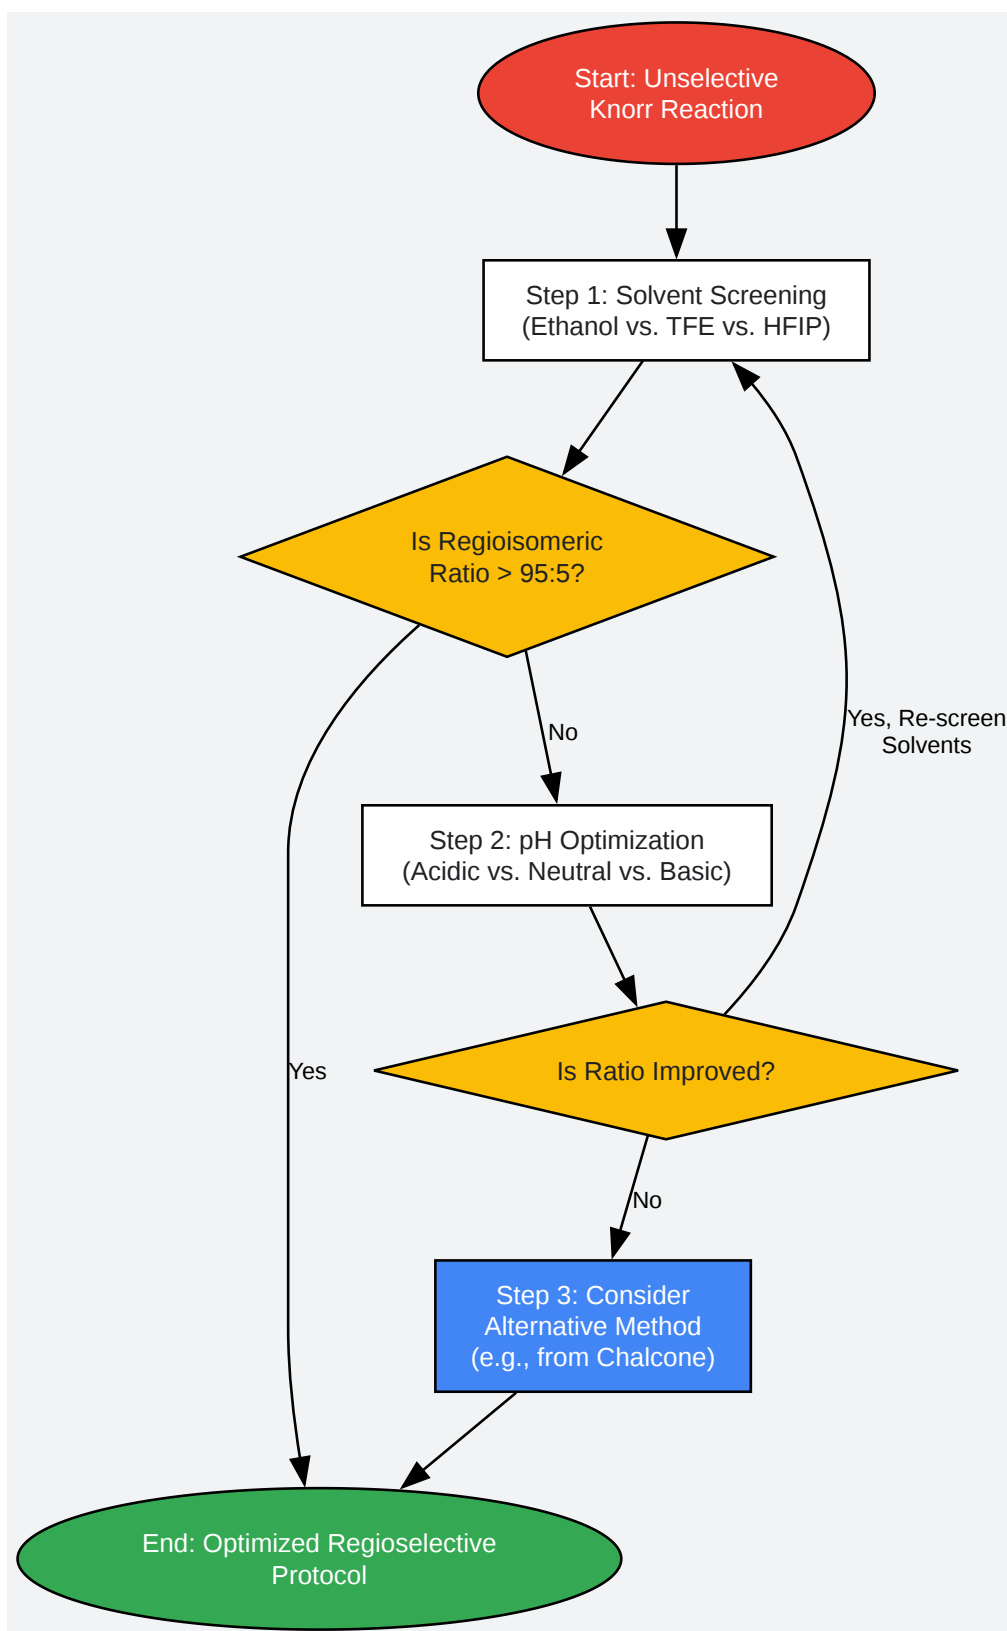 Start: Unselective
Knorr Reaction
Step 1: Solvent Screening
(Ethanol vs. TFE vs. HFIP)
Is Regioisomeric
Ratio > 95:5?
No
Yes, Re-screen
Solvents
Step 2: pH Optimization
(Acidic vs. Neutral vs. Basic)
Yes
Is Ratio Improved?
No
Step 3: Consider
Alternative Method
(e.g., from Chalcone)
End: Optimized Regioselective
Protocol